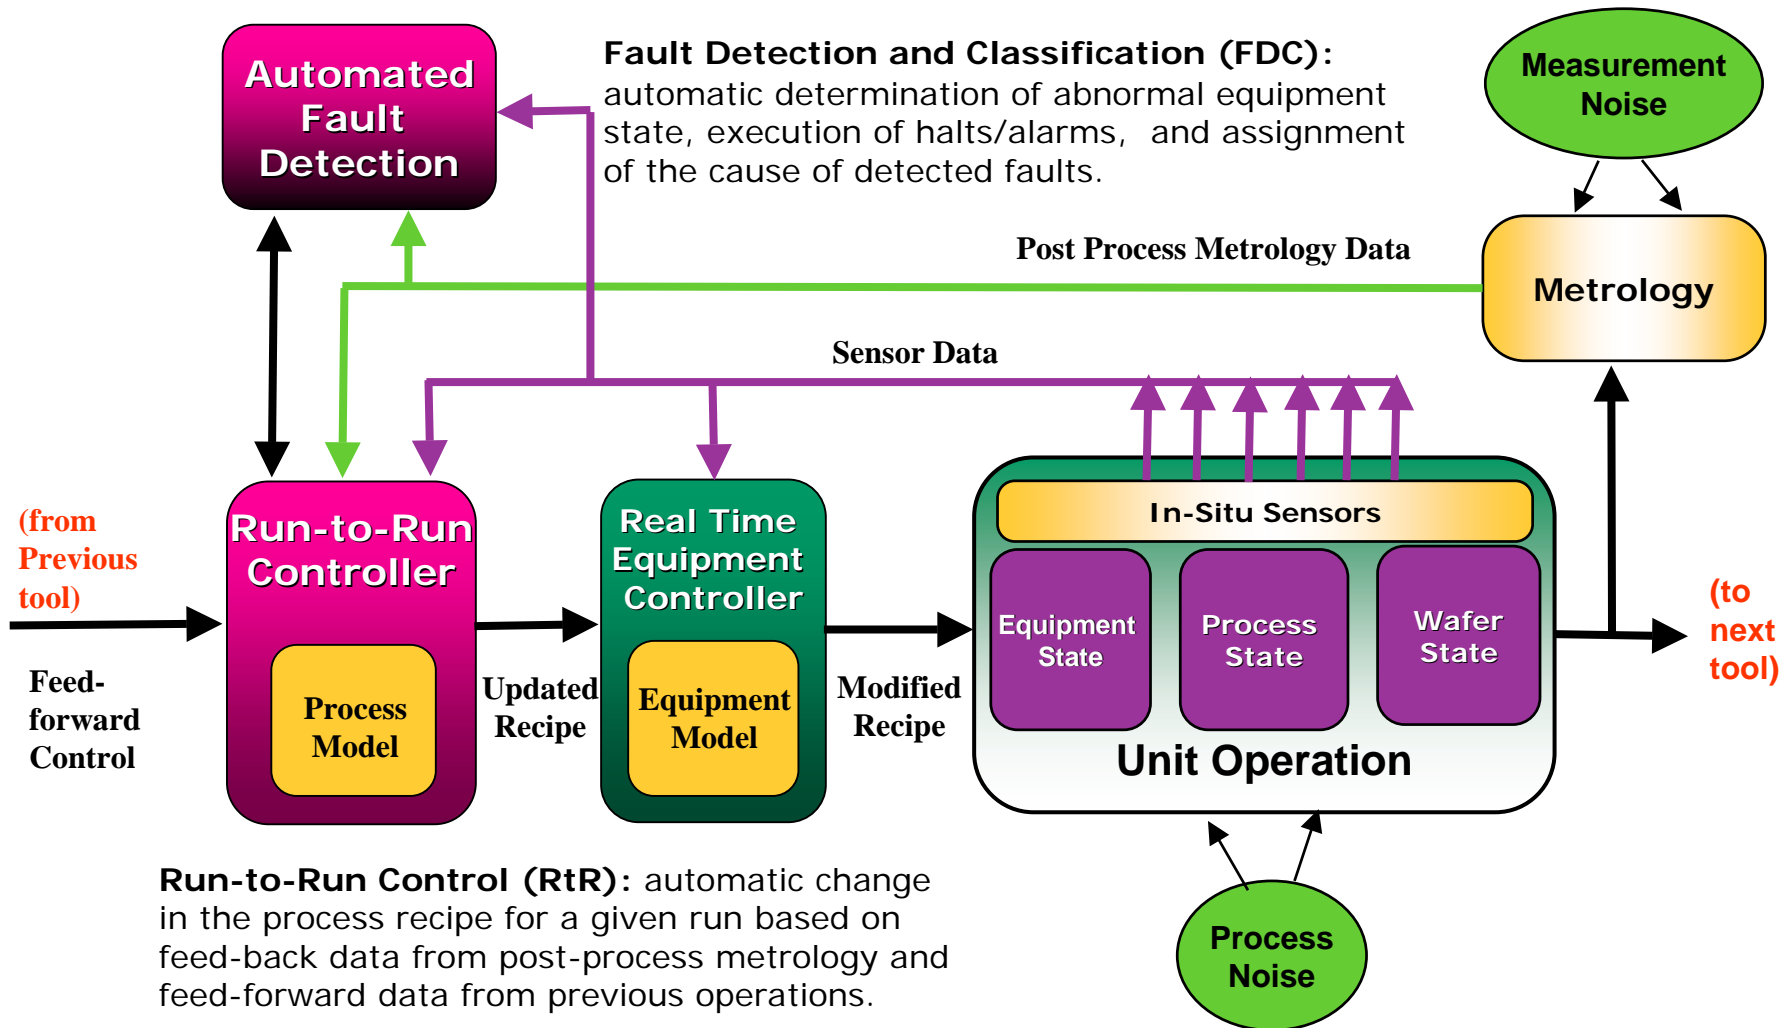 Automated
Fault
Detection
Fault Detection and Classification (FDC):
automatic determination of abnormal equipment
state, execution of halts/alarms, and assignment
of the cause of detected faults.
Measurement
Noise
Post Process Metrology Data
Metrology
Sensor Data
(from
Previous
tool)
Feed-
forward
Control
Run-to-Run
Controller
Process
Model
Updated
Recipe
Real Time
Equipment
Controller
Equipment
Model
Modified
Recipe
In-Situ Sensors
Equipment
State
Process
State
Wafer
State
Unit Operation
(to
next
tool)
Run-to-Run Control (RtR): automatic change
in the process recipe for a given run based on
feed-back data from post-process metrology and
feed-forward data from previous operations.
Process
Noise